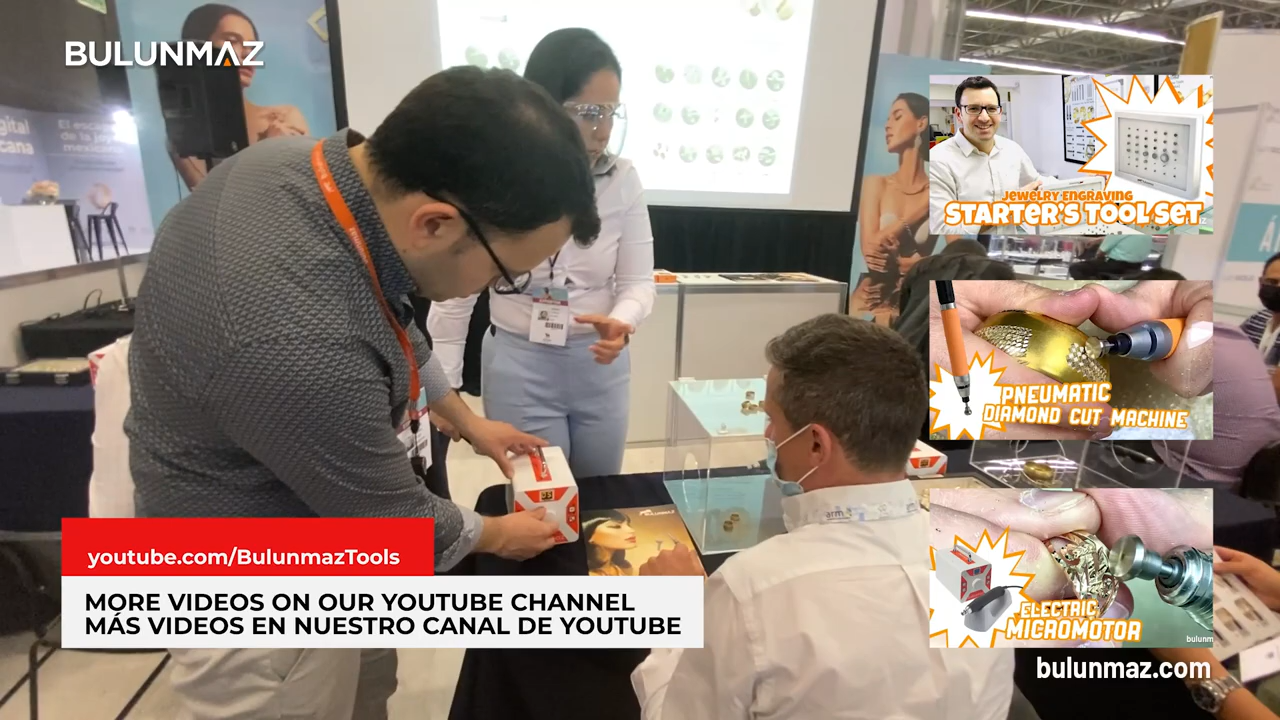 BULUNMAZ
JEWELRY ENGRAVING
STARTER'S TOOL SET
PNEUMATIC
DIAMOND CUT MACHINE
ELECTRIC
MICROMOTOR
bulunm
youtube.com/BulunmazTools
MORE VIDEOS ON OUR YOUTUBE CHANNEL
MÁS VIDEOS EN NUESTRO CANAL DE YOUTUBE
bulunmaz.com